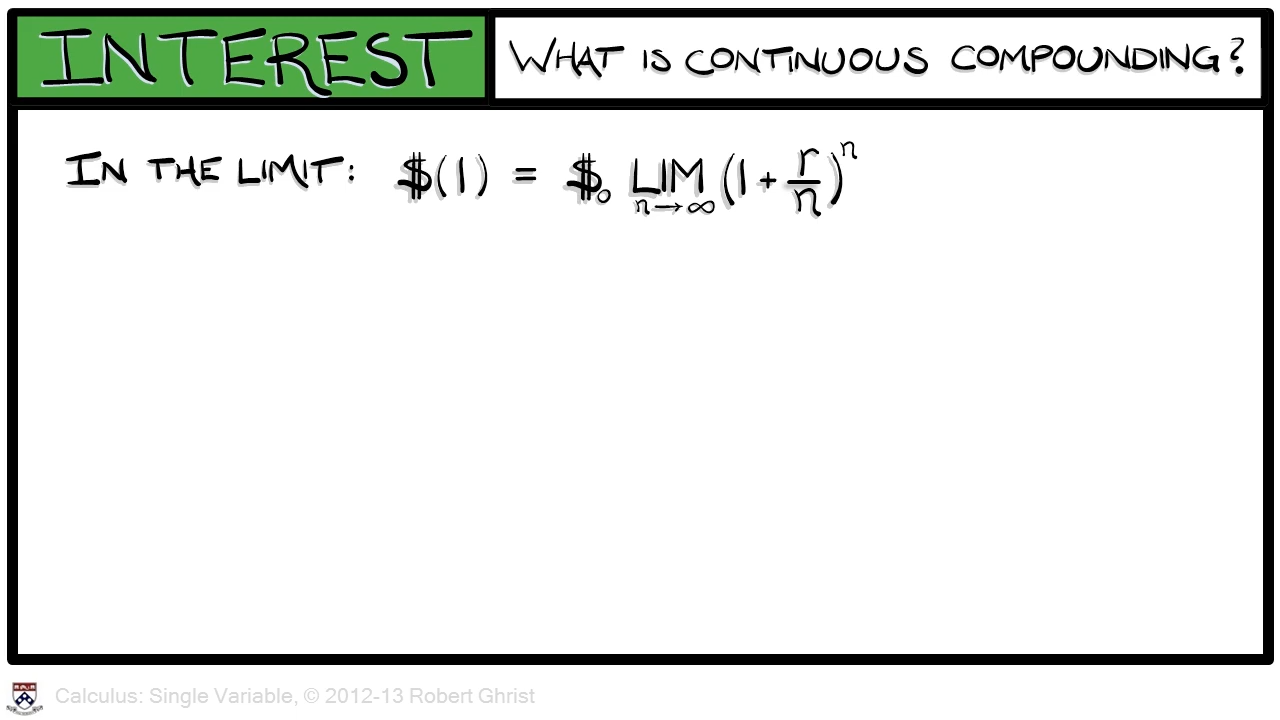 INTEREST
WHAT IS CONTINUOUS COMPOUNDING?
IN THE LIMIT: $(1) = $₀ LIM n→∞ (1 + r/n)ⁿ
Calculus: Single Variable, © 2012-13 Robert Ghrist